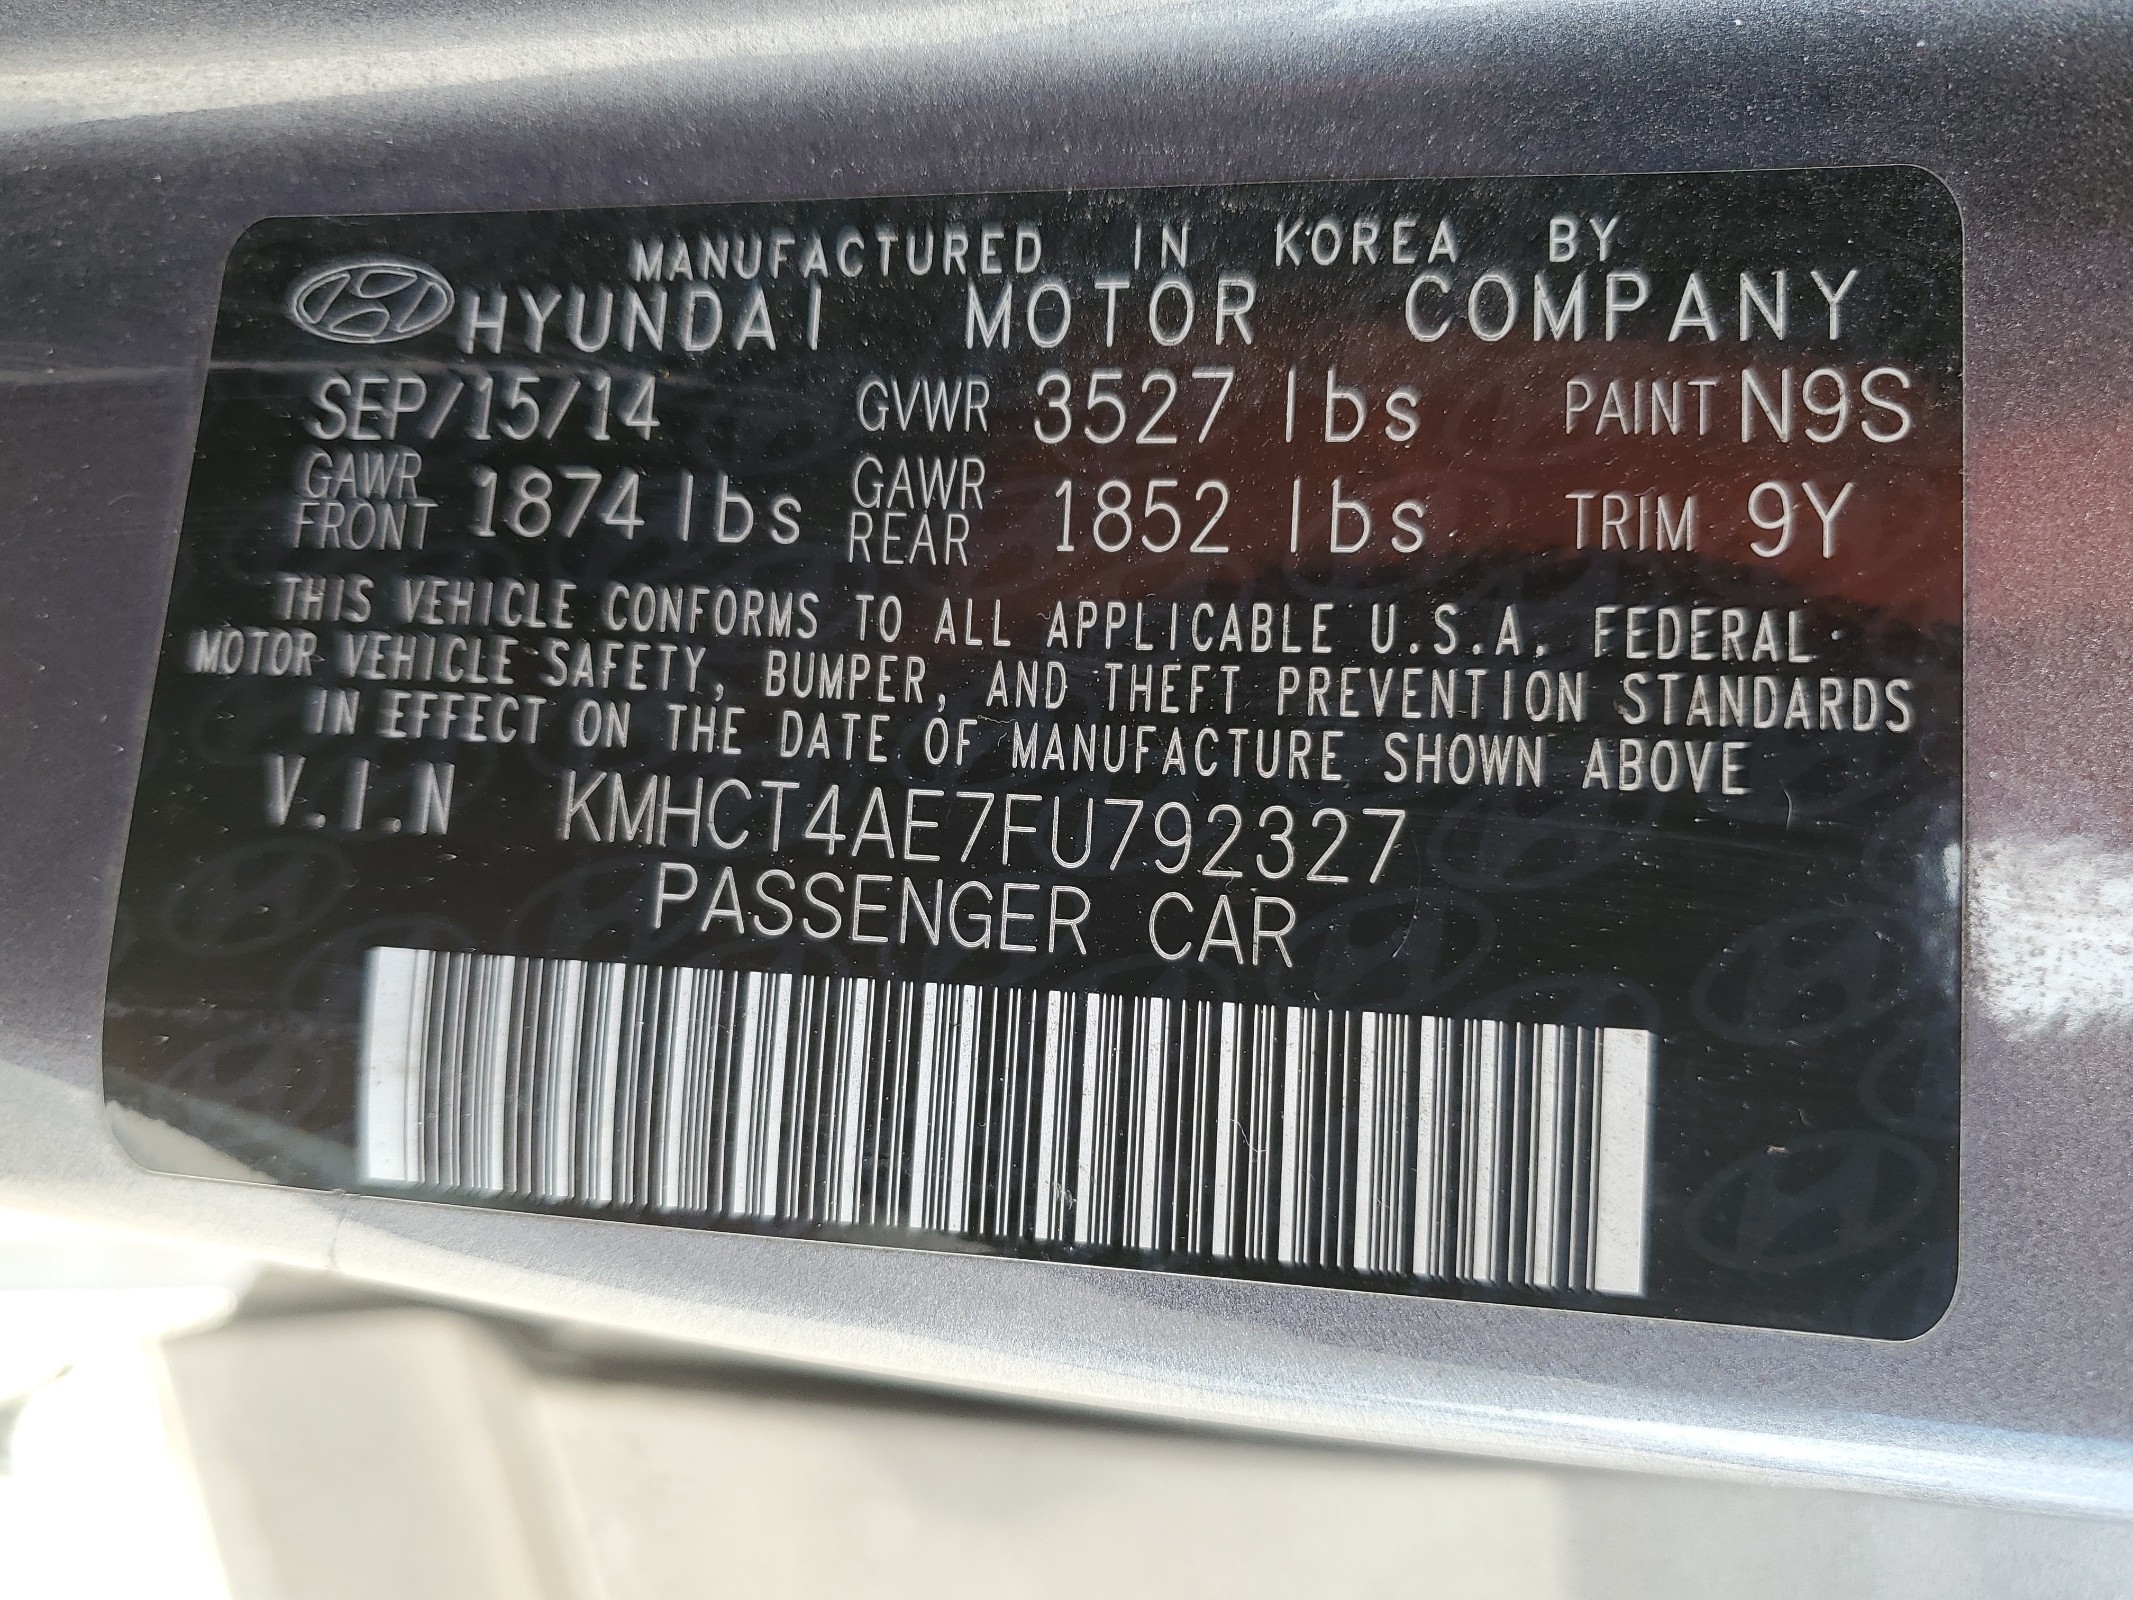 MANUFACTURED IN KOREA BY
HYUNDAI MOTOR COMPANY
SEP/15/14 GVWR 3527 lbs PAINT N9S
GAWR FRONT 1874 lbs GAWR REAR 1852 lbs TRIM 9Y
THIS VEHICLE CONFORMS TO ALL APPLICABLE U.S.A. FEDERAL
MOTOR VEHICLE SAFETY, BUMPER, AND THEFT PREVENTION STANDARDS
IN EFFECT ON THE DATE OF MANUFACTURE SHOWN ABOVE
V.I.N KMHCT4AE7FU792327
PASSENGER CAR